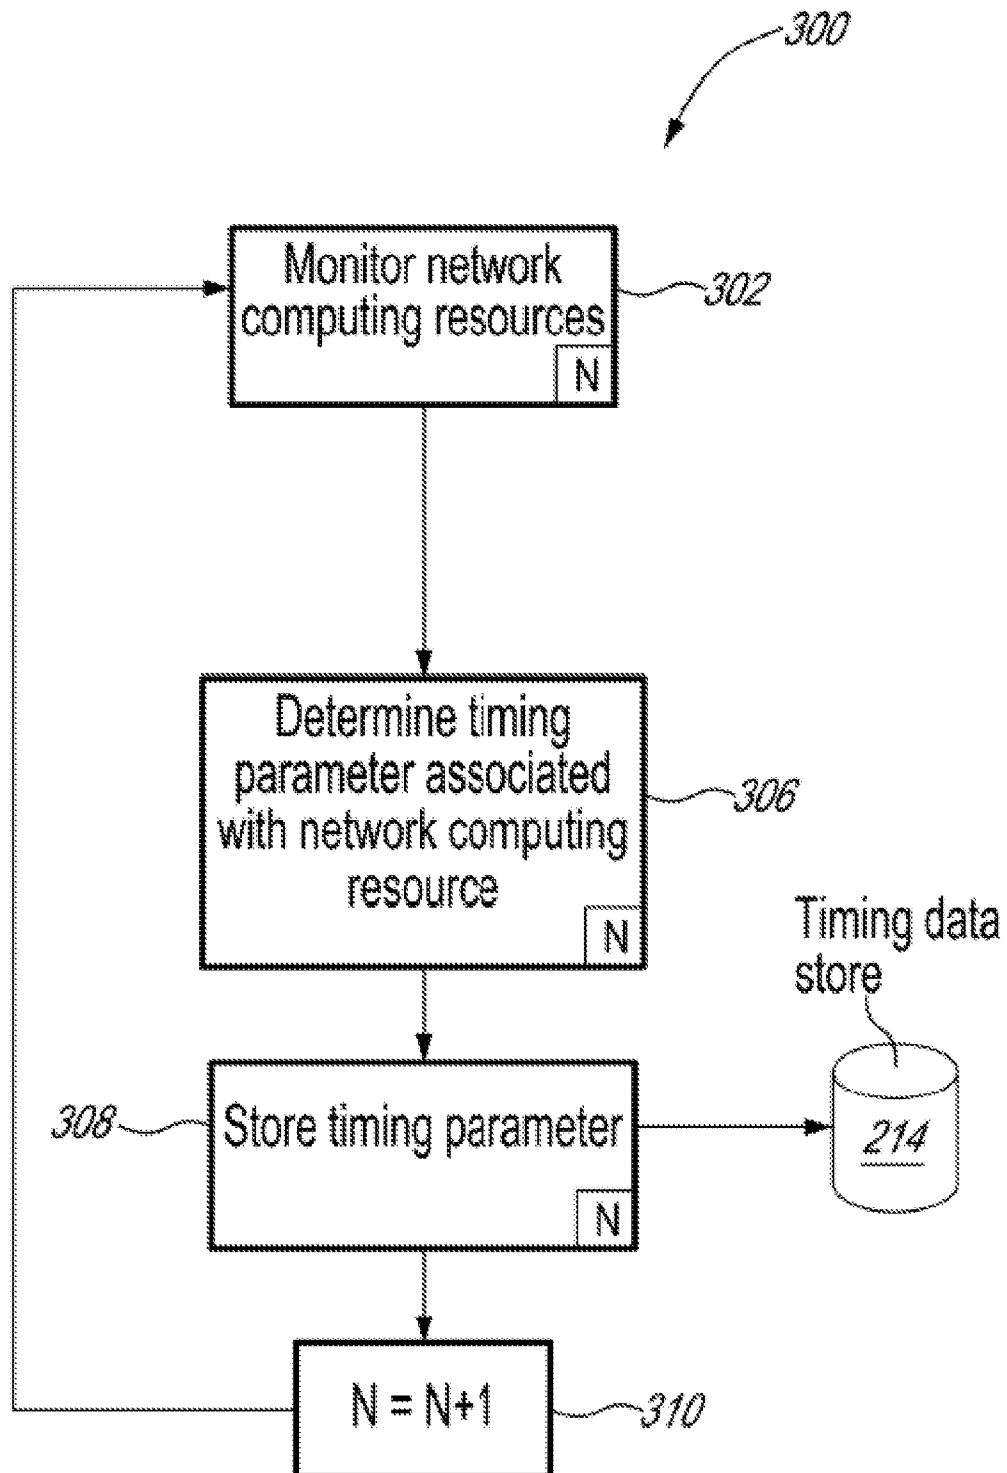 300
Monitor network
computing resources
N
302
Determine timing
parameter associated
with network computing
resource
N
306
Timing data
store
214
308
Store timing parameter
N
N = N+1
310